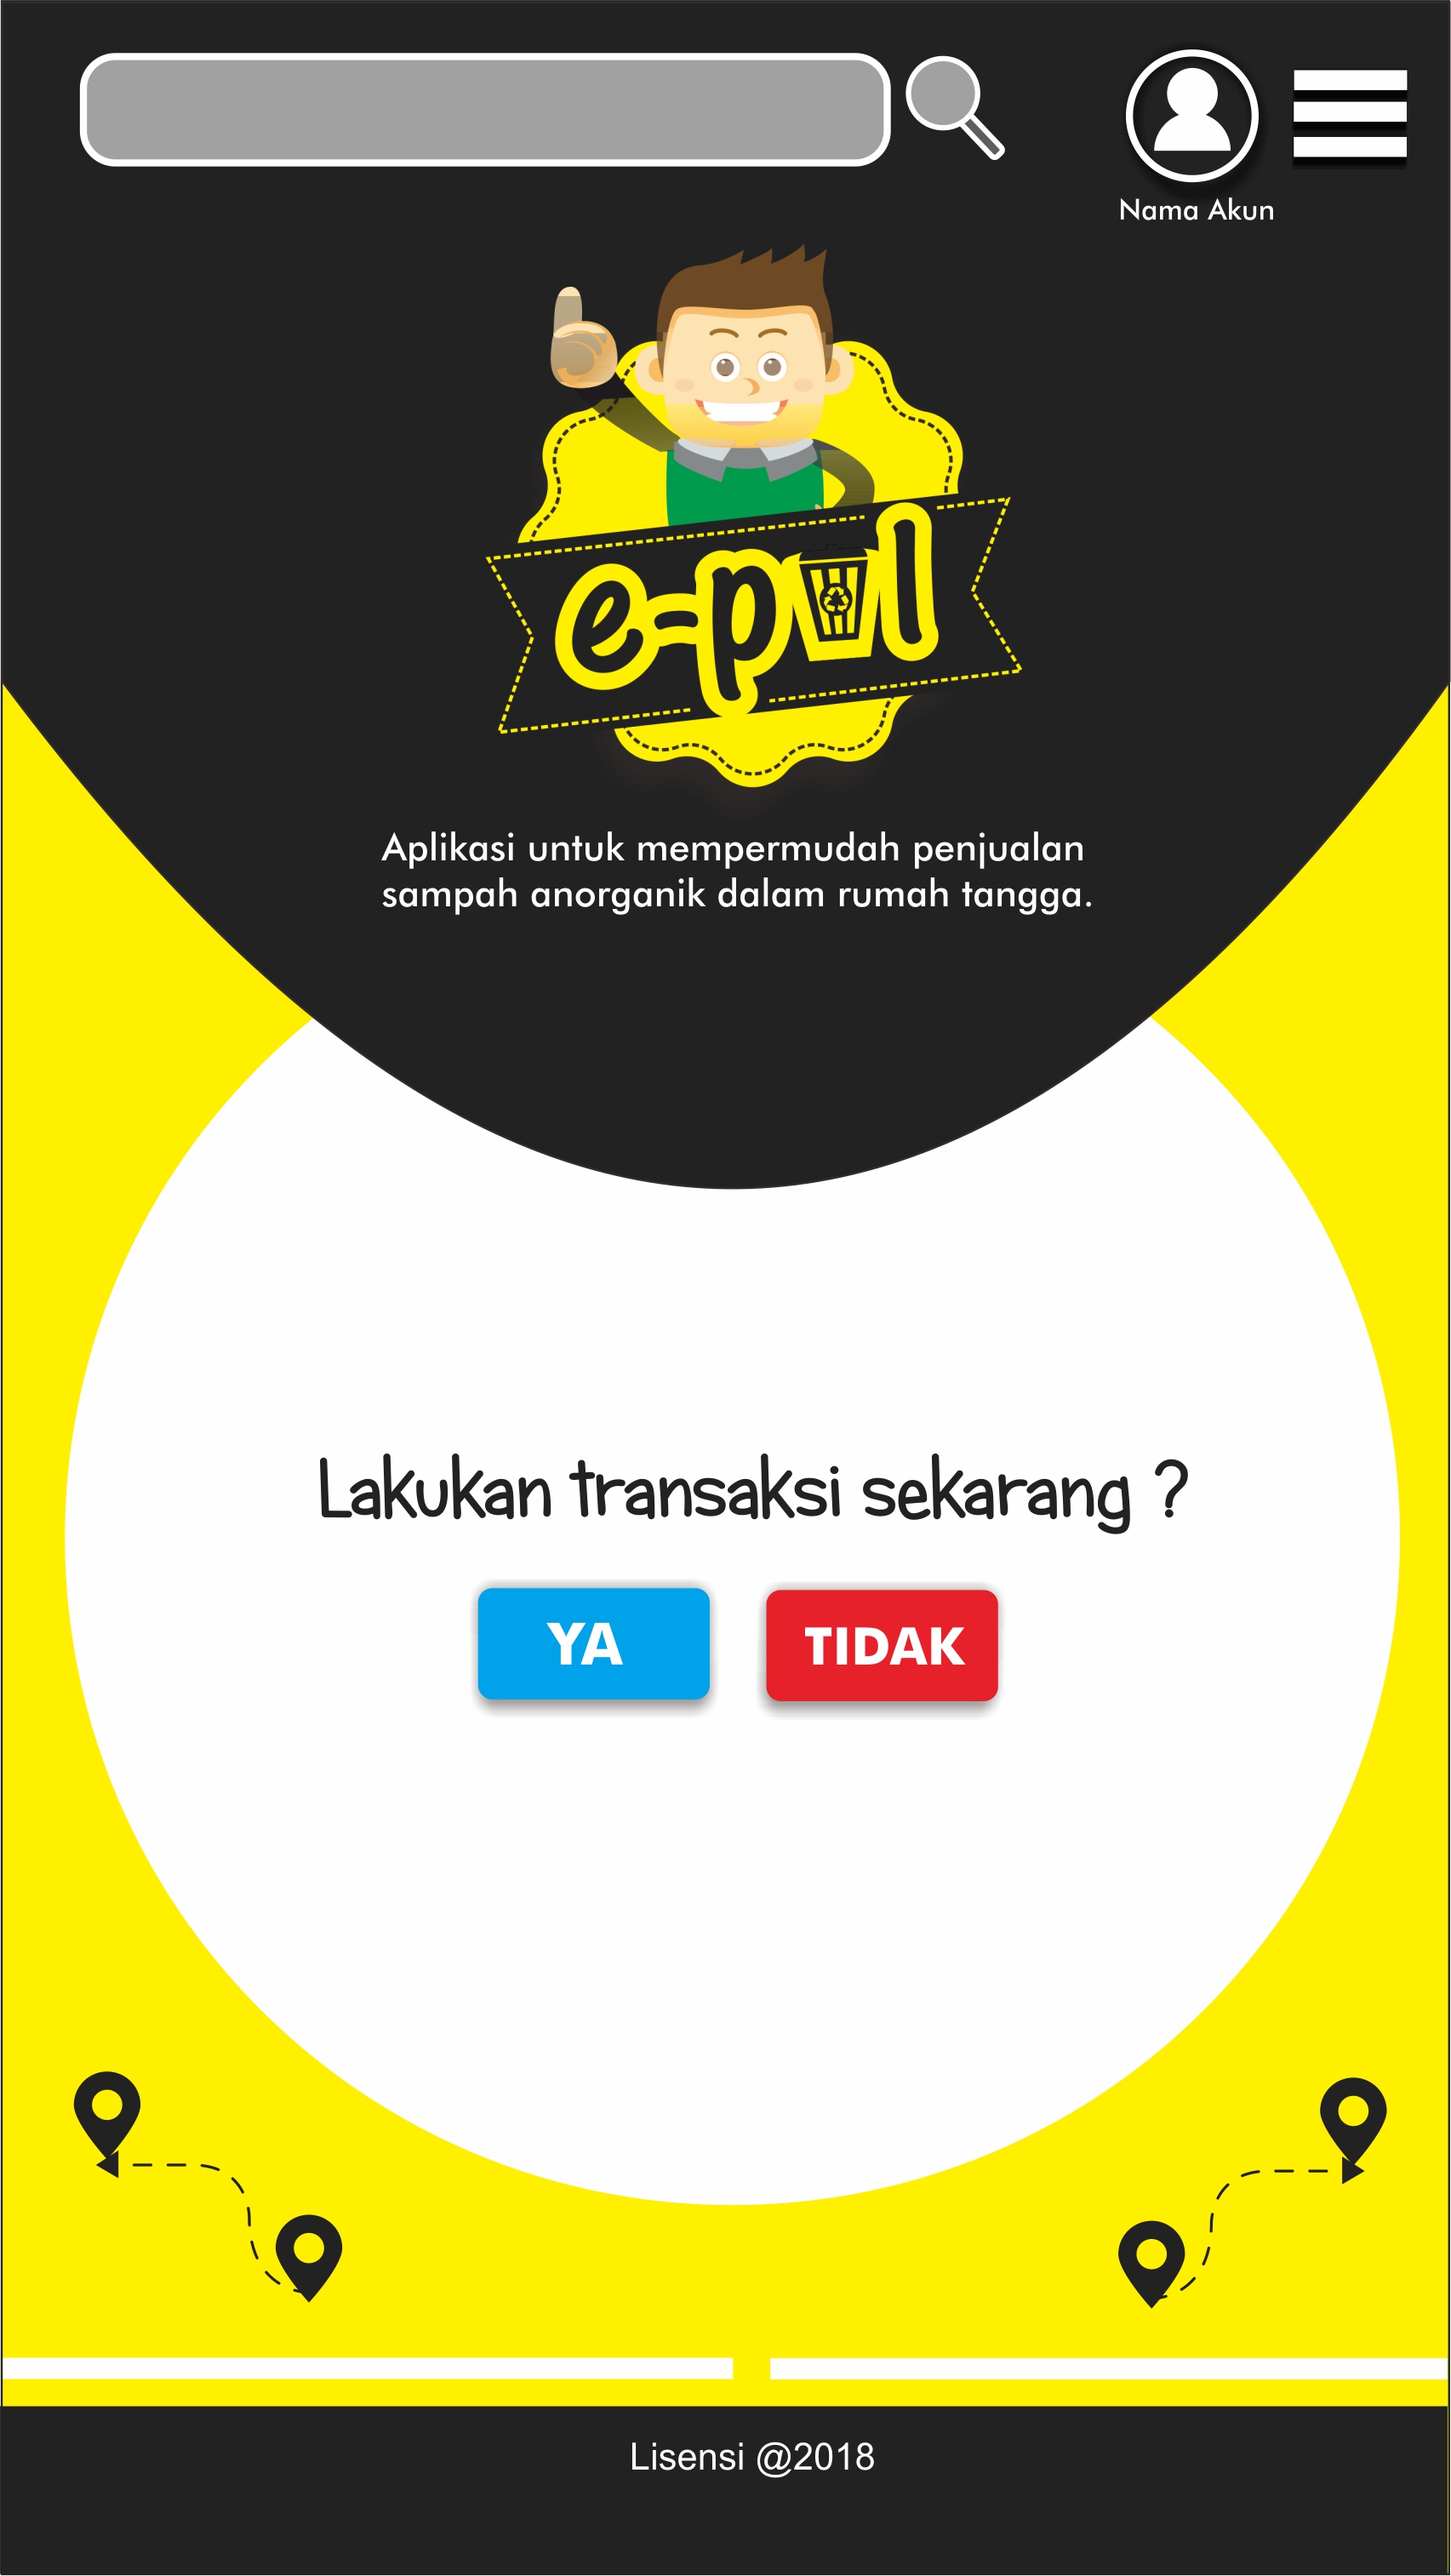 Nama Akun
e-pul
Aplikasi untuk mempermudah penjualan
sampah anorganik dalam rumah tangga.
Lakukan transaksi sekarang ?
YA TIDAK
Lisensi @2018